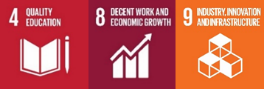 4 QUALITY
EDUCATION
8 DECENT WORK AND
ECONOMIC GROWTH
9 INDUSTRY, INNOVATION
AND INFRASTRUCTURE